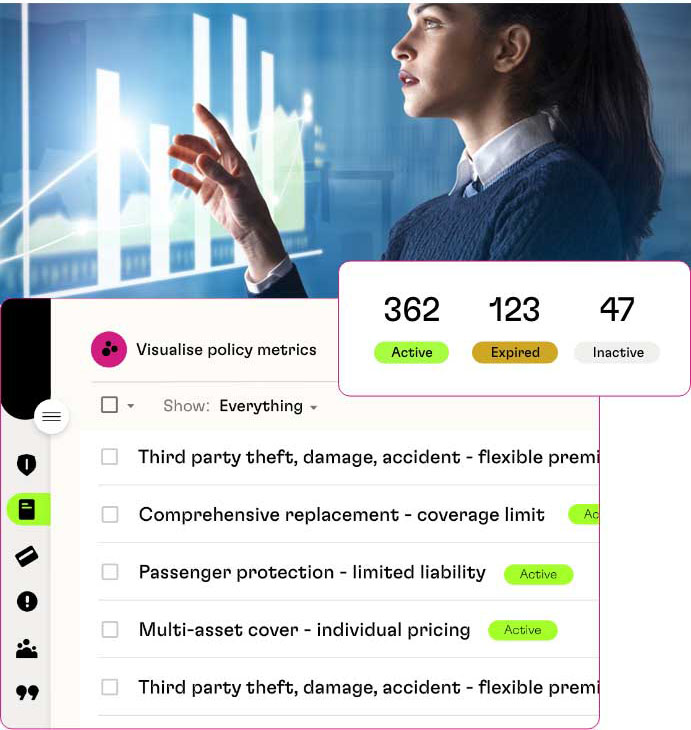 362 123 47
Active Expired Inactive
Visualise policy metrics
Show: Everything
Third party theft, damage, accident - flexible premi
Comprehensive replacement - coverage limit Ac
Passenger protection - limited liability Active
Multi-asset cover - individual pricing Active
Third party theft, damage, accident - flexible premi